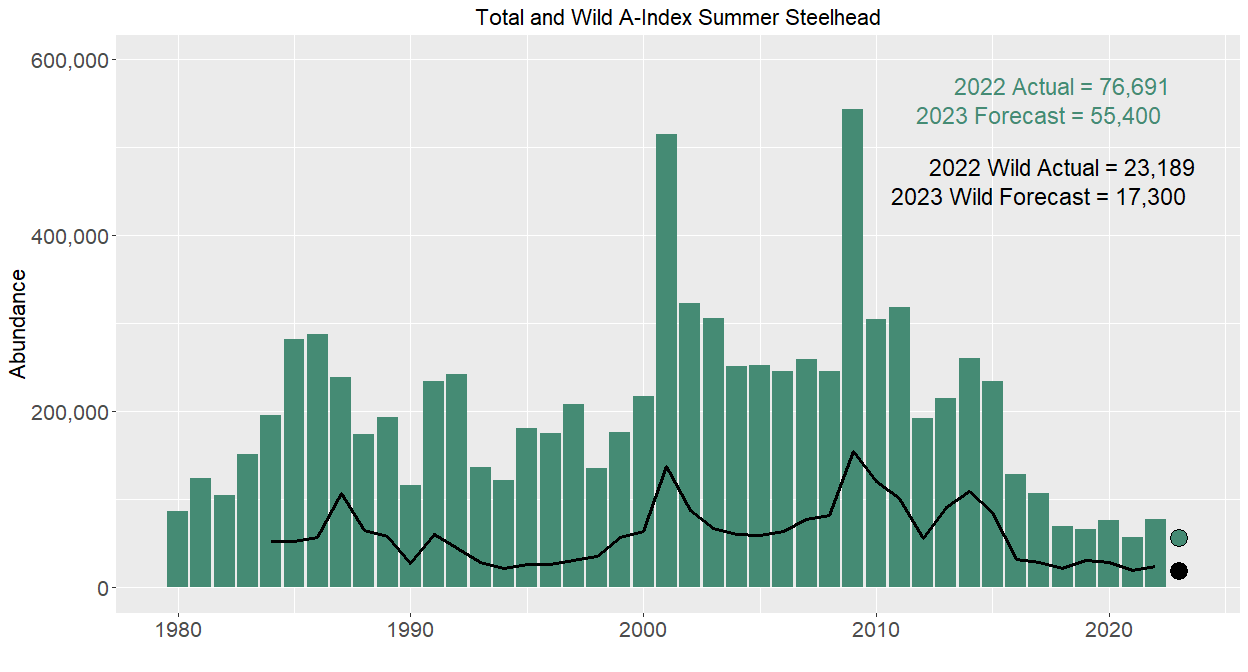 Total and Wild A-Index Summer Steelhead
600,000
2022 Actual = 76,691
2023 Forecast = 55,400
2022 Wild Actual = 23,189
2023 Wild Forecast = 17,300
400,000
Abundance
200,000
0
1980
1990
2000
2010
2020